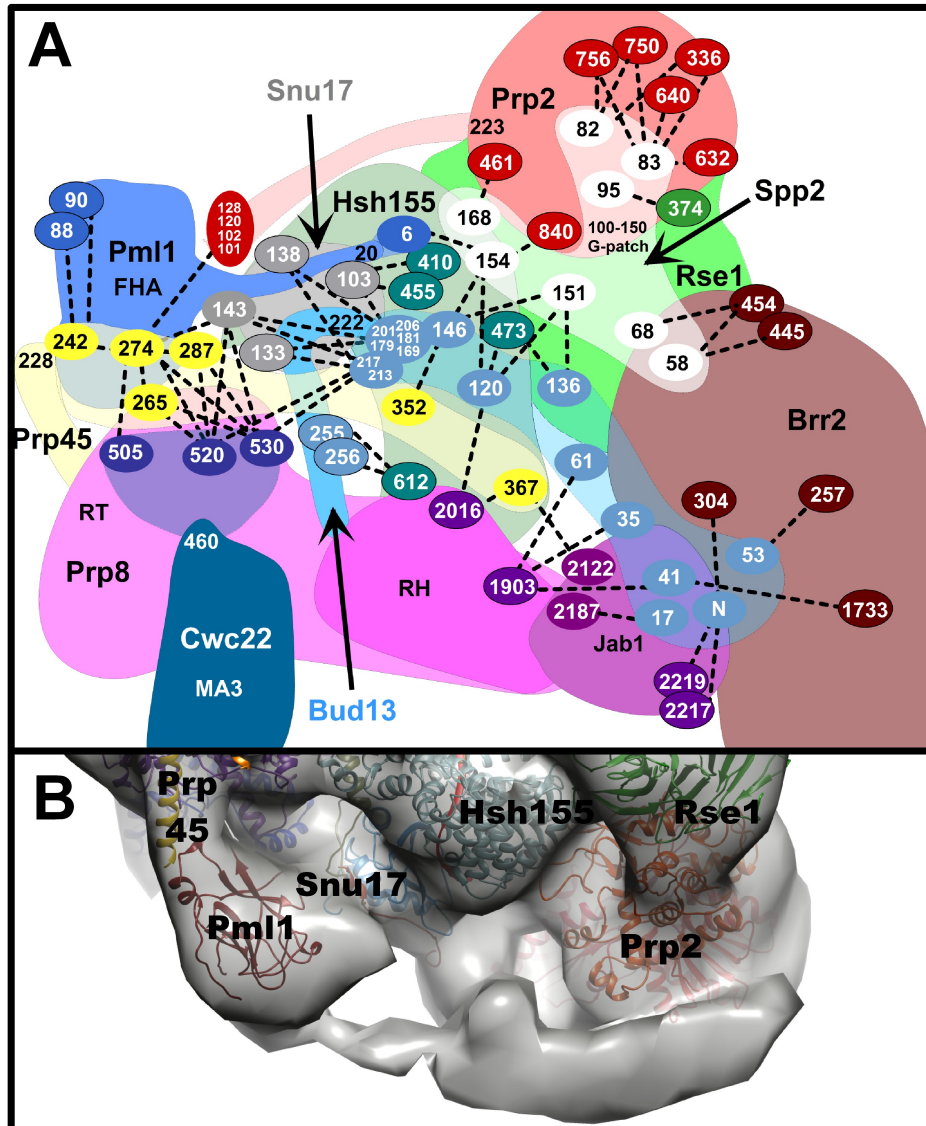 A
756
750
336
Snu17
Prp2
640
223
82
83
632
461
90
128
120
102
101
Hsh155
95
374
Spp2
88
168
100-150
G-patch
Pml1
138
20
6
410
154
840
Rse1
FHA
103
455
151
454
143
222
201
206
179
181
169
146
473
68
445
228
242
274
287
133
217
213
120
136
58
265
352
Brr2
Prp45
505
520
530
255
256
612
61
367
304
257
2016
RT
35
460
53
Prp8
RH
1903
2122
41
1733
2187
17
N
Cwc22
Jab1
MA3
2219
Bud13
2217
B
Prp
45
Hsh155
Rse1
Snu17
Pml1
Prp2